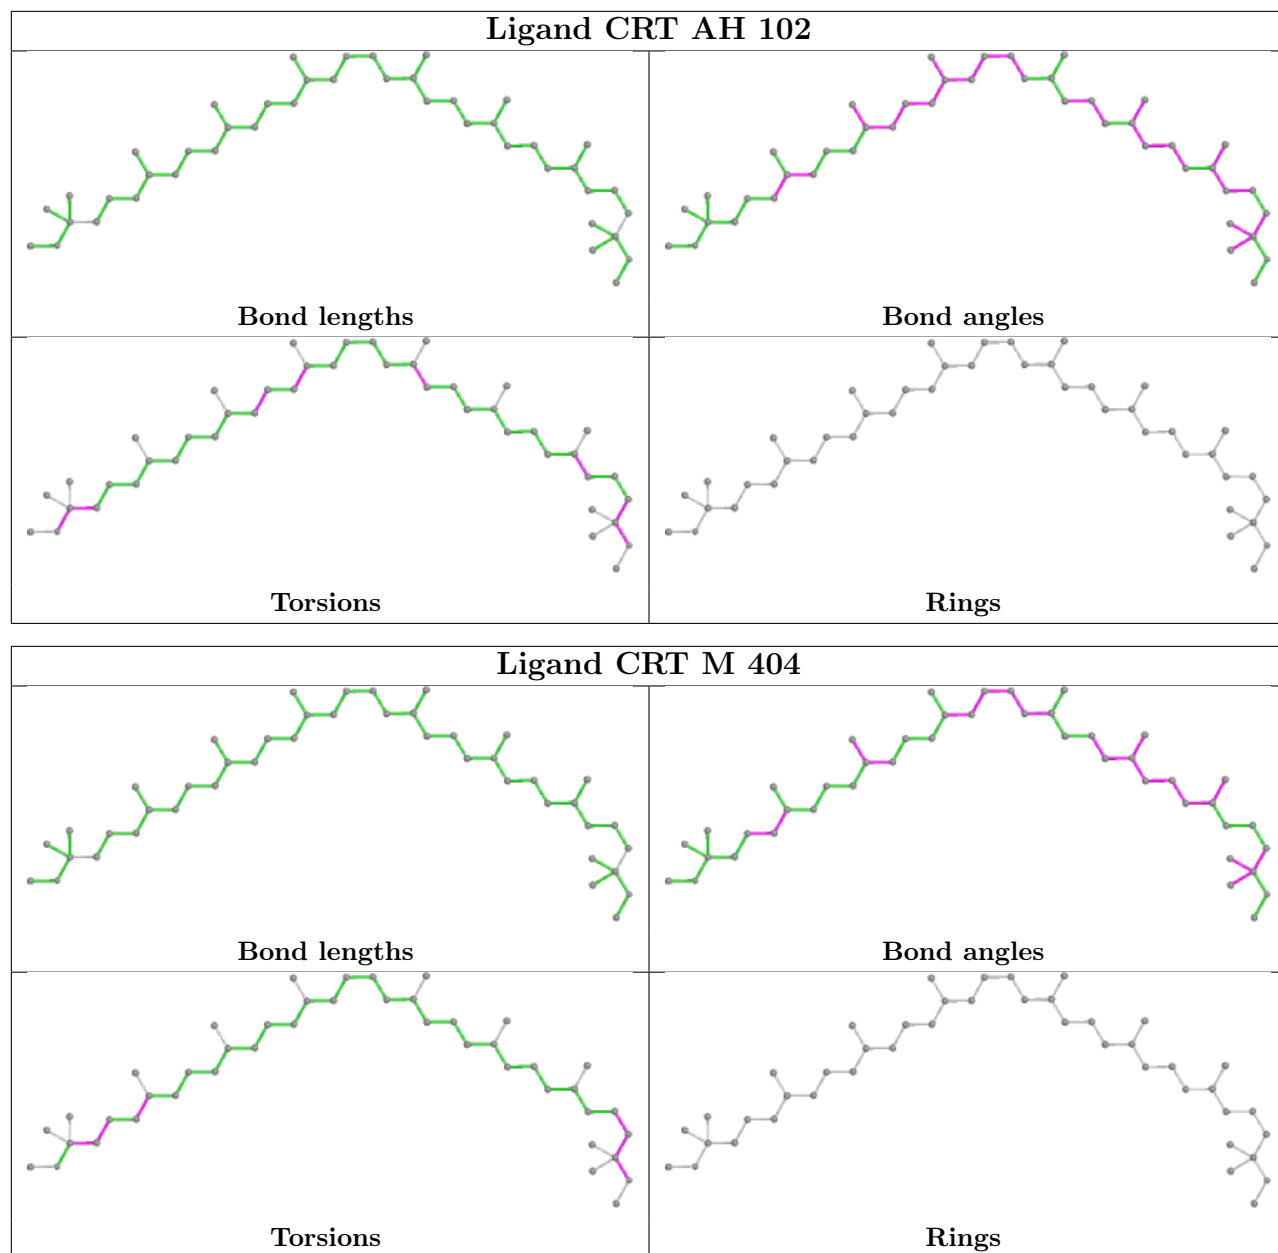 Ligand CRT AH 102
Bond lengths
Bond angles
Torsions
Rings
Ligand CRT M 404
Bond lengths
Bond angles
Torsions
Rings